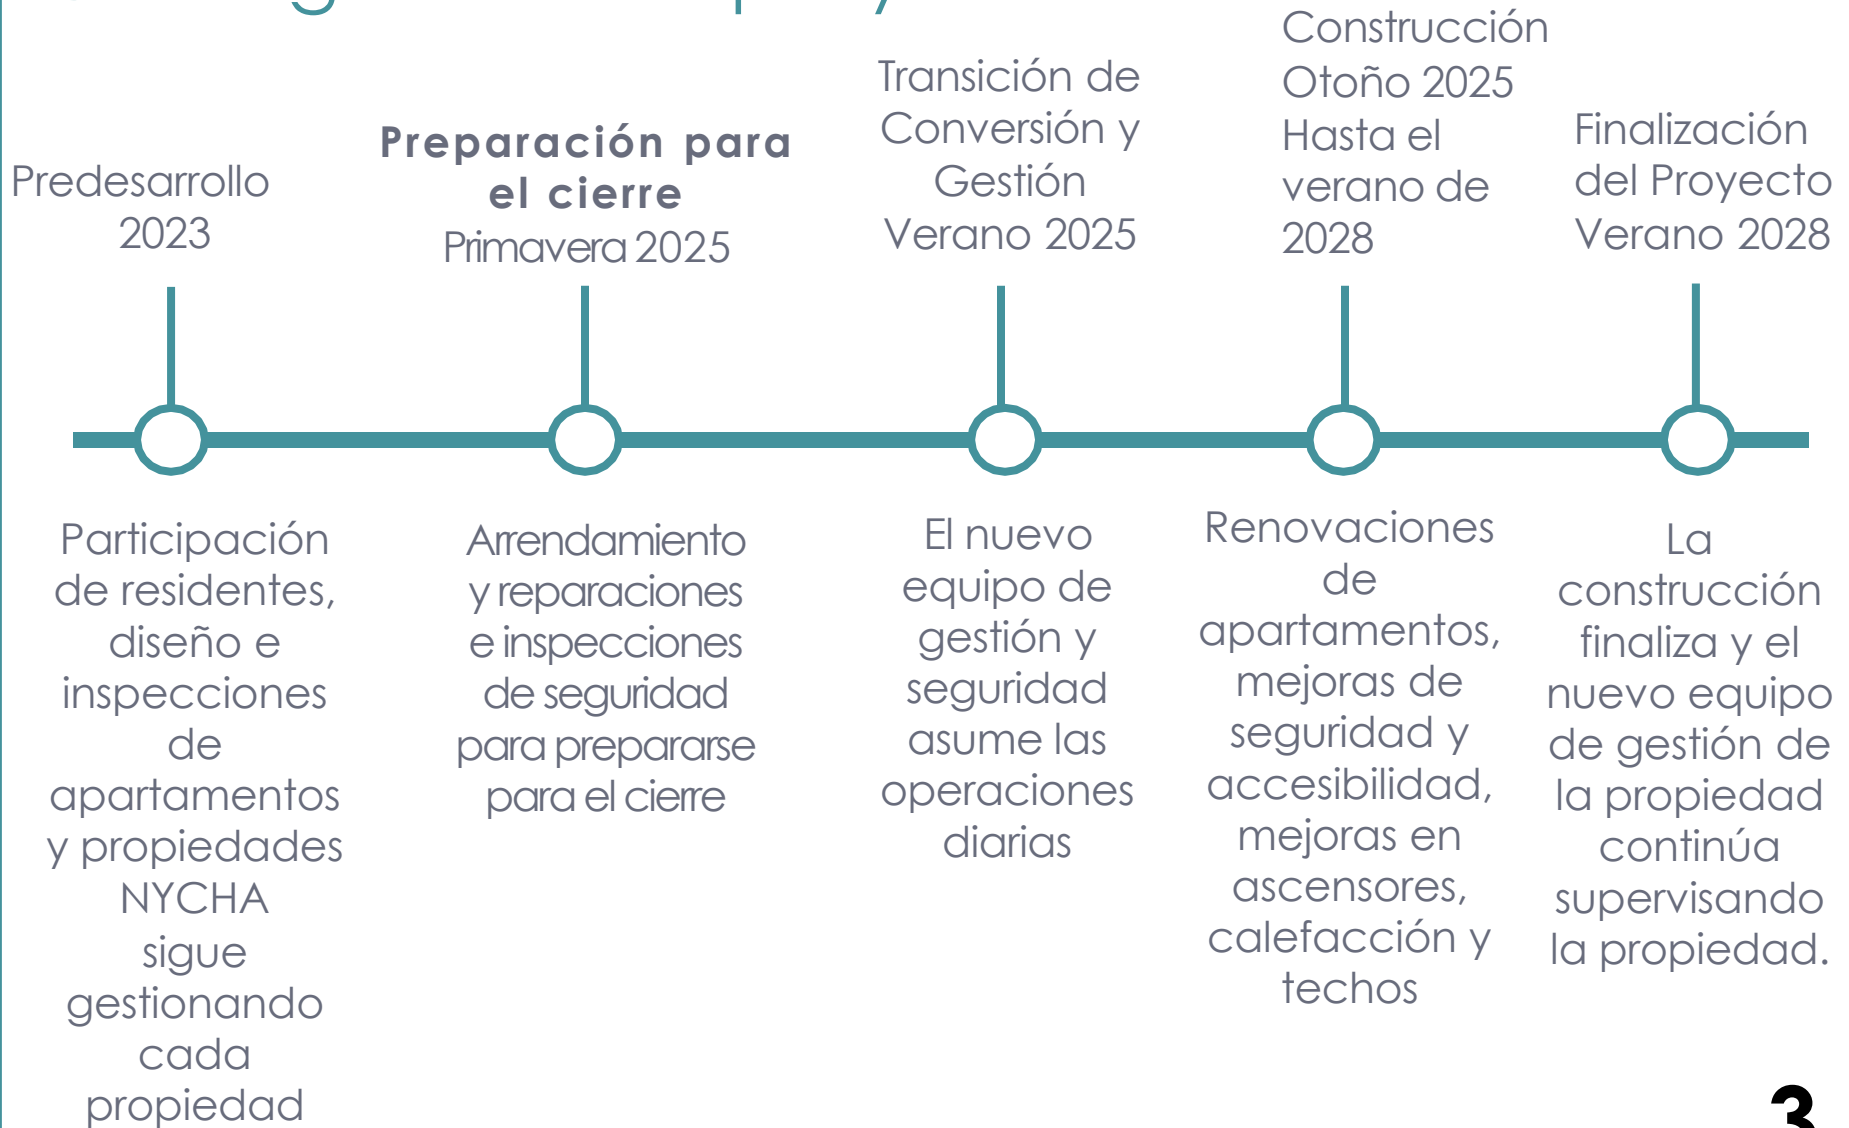 Predesarrollo
2023
Preparación para
el cierre
Primavera 2025
Transición de
Conversión y
Gestión
Verano 2025
Construcción
Otoño 2025
Hasta el
verano de
2028
Finalización
del Proyecto
Verano 2028
Participación
de residentes,
diseño e
inspecciones
de
apartamentos
y propiedades
NYCHA
sigue
gestionando
cada
propiedad
Arrendamiento
y reparaciones
e inspecciones
de seguridad
para prepararse
para el cierre
El nuevo
equipo de
gestión y
seguridad
asume las
operaciones
diarias
Renovaciones
de
apartamentos,
mejoras de
seguridad y
accesibilidad,
mejoras en
ascensores,
calefacción y
techos
La
construcción
finaliza y el
nuevo equipo
de gestión de
la propiedad
continúa
supervisando
la propiedad.
3